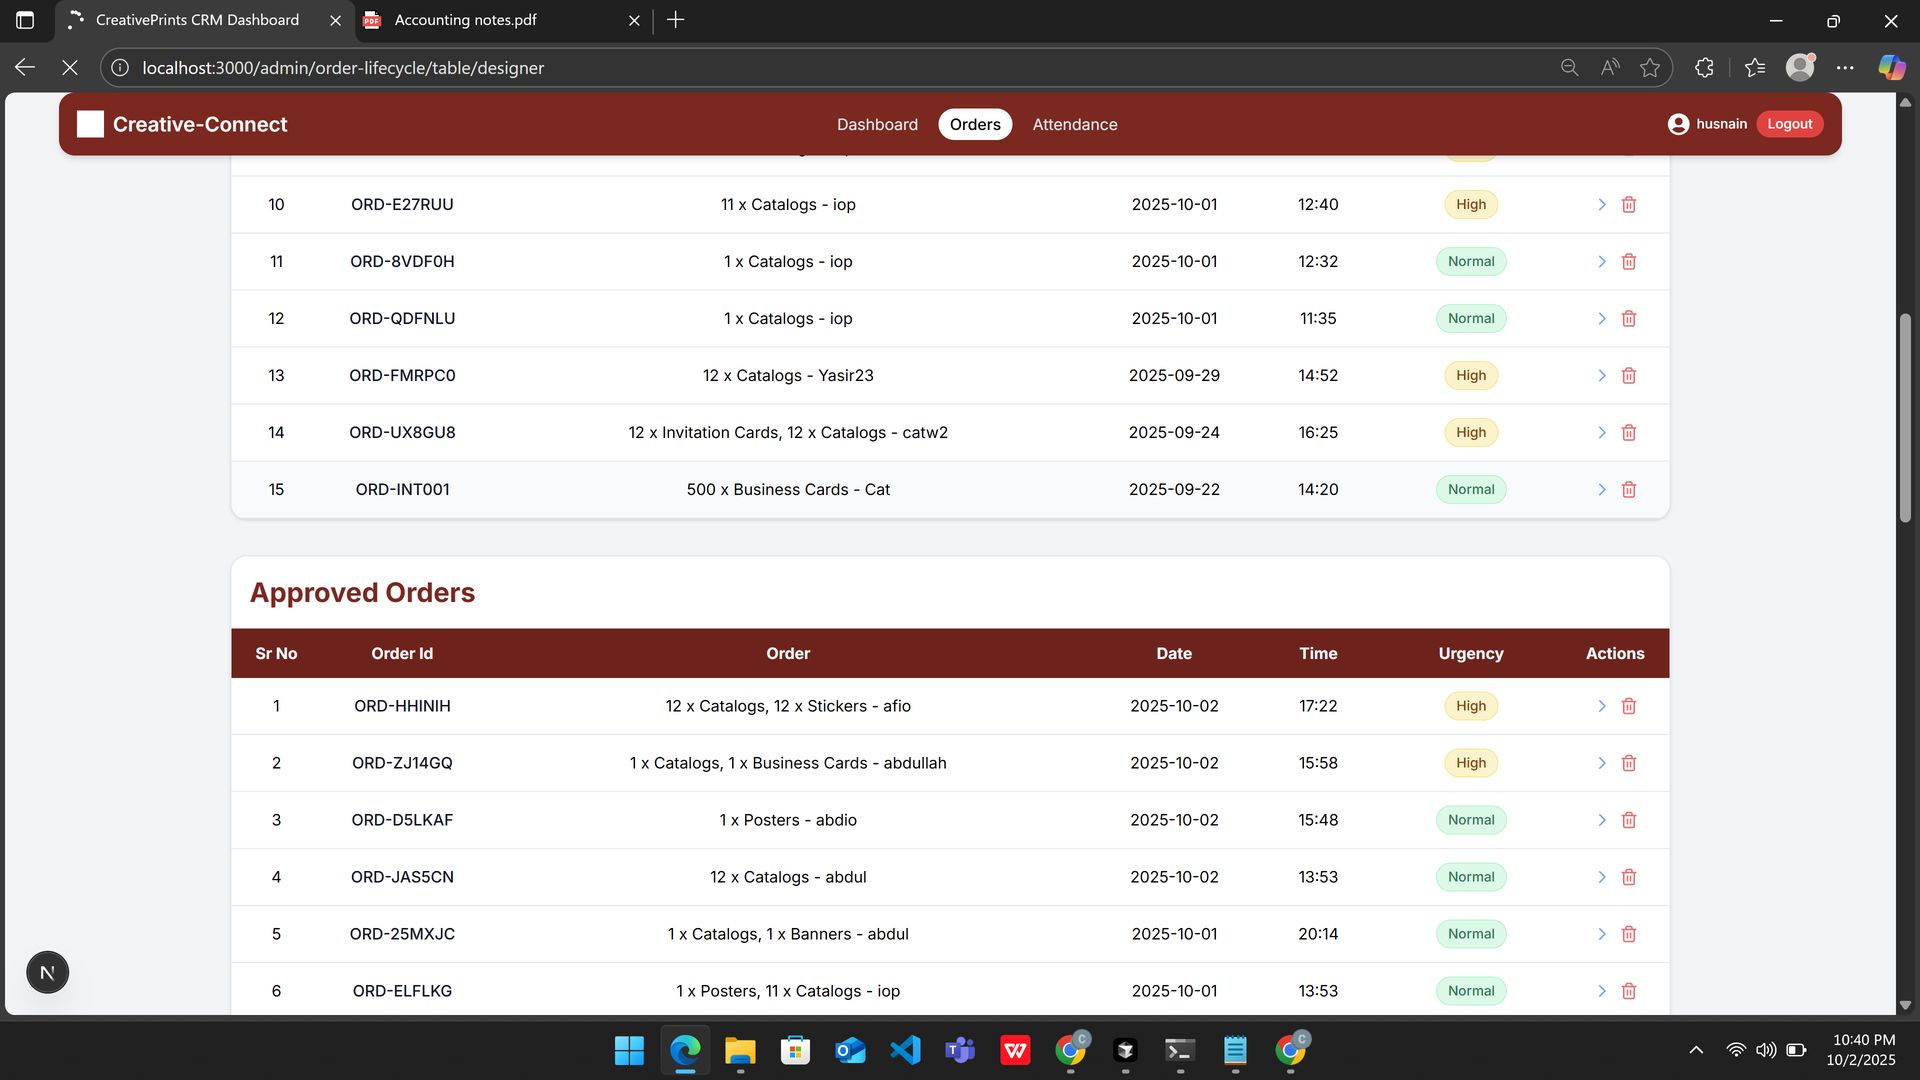 CreativePrints CRM Dashboard
Accounting notes.pdf
localhost:3000/admin/order-lifecycle/table/designer
Creative-Connect
Dashboard Orders Attendance
husnain Logout
10 ORD-E27RUU 11 x Catalogs - iop 2025-10-01 12:40 High
11 ORD-8VDF0H 1 x Catalogs - iop 2025-10-01 12:32 Normal
12 ORD-QDFNLU 1 x Catalogs - iop 2025-10-01 11:35 Normal
13 ORD-FMRPC0 12 x Catalogs - Yasir23 2025-09-29 14:52 High
14 ORD-UX8GU8 12 x Invitation Cards, 12 x Catalogs - catw2 2025-09-24 16:25 High
15 ORD-INT001 500 x Business Cards - Cat 2025-09-22 14:20 Normal
Approved Orders
Sr No Order Id Order Date Time Urgency Actions
1 ORD-HHINIH 12 x Catalogs, 12 x Stickers - afio 2025-10-02 17:22 High
2 ORD-ZJ14GQ 1 x Catalogs, 1 x Business Cards - abdullah 2025-10-02 15:58 High
3 ORD-D5LKAF 1 x Posters - abdio 2025-10-02 15:48 Normal
4 ORD-JAS5CN 12 x Catalogs - abdul 2025-10-02 13:53 Normal
5 ORD-25MXJC 1 x Catalogs, 1 x Banners - abdul 2025-10-01 20:14 Normal
6 ORD-ELFLKG 1 x Posters, 11 x Catalogs - iop 2025-10-01 13:53 Normal
N
10:40 PM
10/2/2025